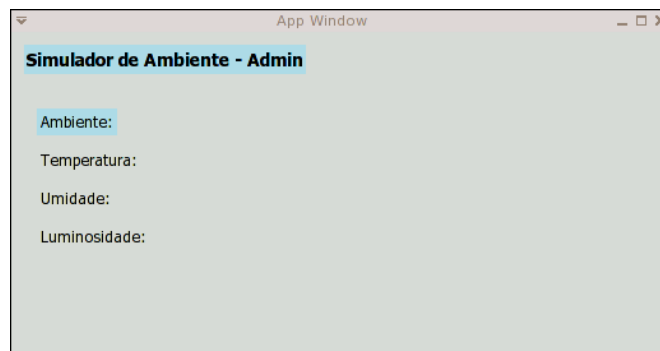 App Window
Simulador de Ambiente - Admin
Ambiente:
Temperatura:
Umidade:
Luminosidade: